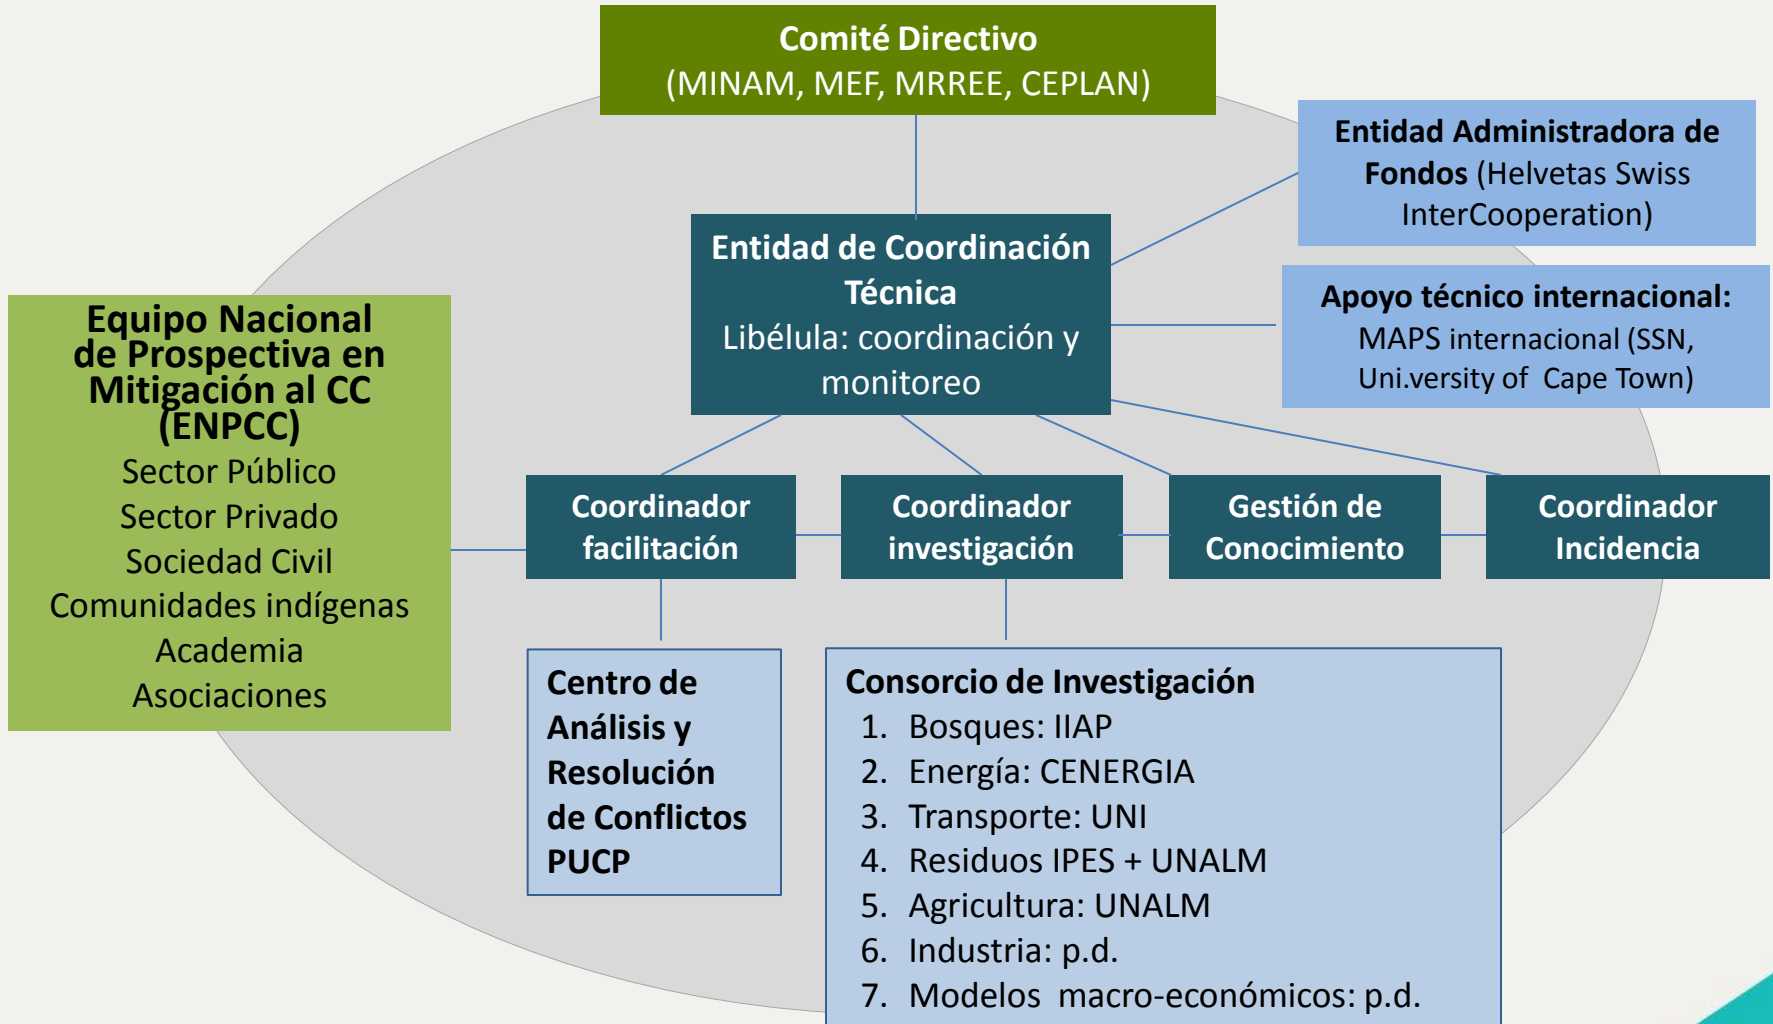 Comité Directivo
(MINAM, MEF, MRREE, CEPLAN)
Entidad Administradora de
Fondos (Helvetas Swiss
InterCooperation)
Entidad de Coordinación
Técnica
Libélula: coordinación y
monitoreo
Apoyo técnico internacional:
MAPS internacional (SSN,
Uni.versity of Cape Town)
Equipo Nacional
de Prospectiva en
Mitigación al CC
(ENPCC)
Sector Público
Sector Privado
Sociedad Civil
Comunidades indígenas
Academia
Asociaciones
Coordinador
facilitación
Coordinador
investigación
Gestión de
Conocimiento
Coordinador
Incidencia
Centro de
Análisis y
Resolución
de Conflictos
PUCP
Consorcio de Investigación
1. Bosques: IIAP
2. Energía: CENERGIA
3. Transporte: UNI
4. Residuos IPES + UNALM
5. Agricultura: UNALM
6. Industria: p.d.
7. Modelos macro-económicos: p.d.